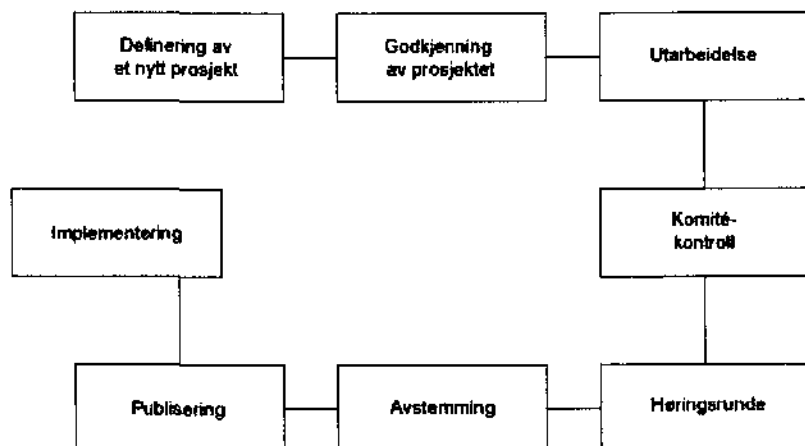 Definering av
et nytt prosjekt
Godkjenning
av prosjektet
Utarbeidelse
Komité-
kontroll
Høringsrunde
Avstemming
Publisering
Implementering